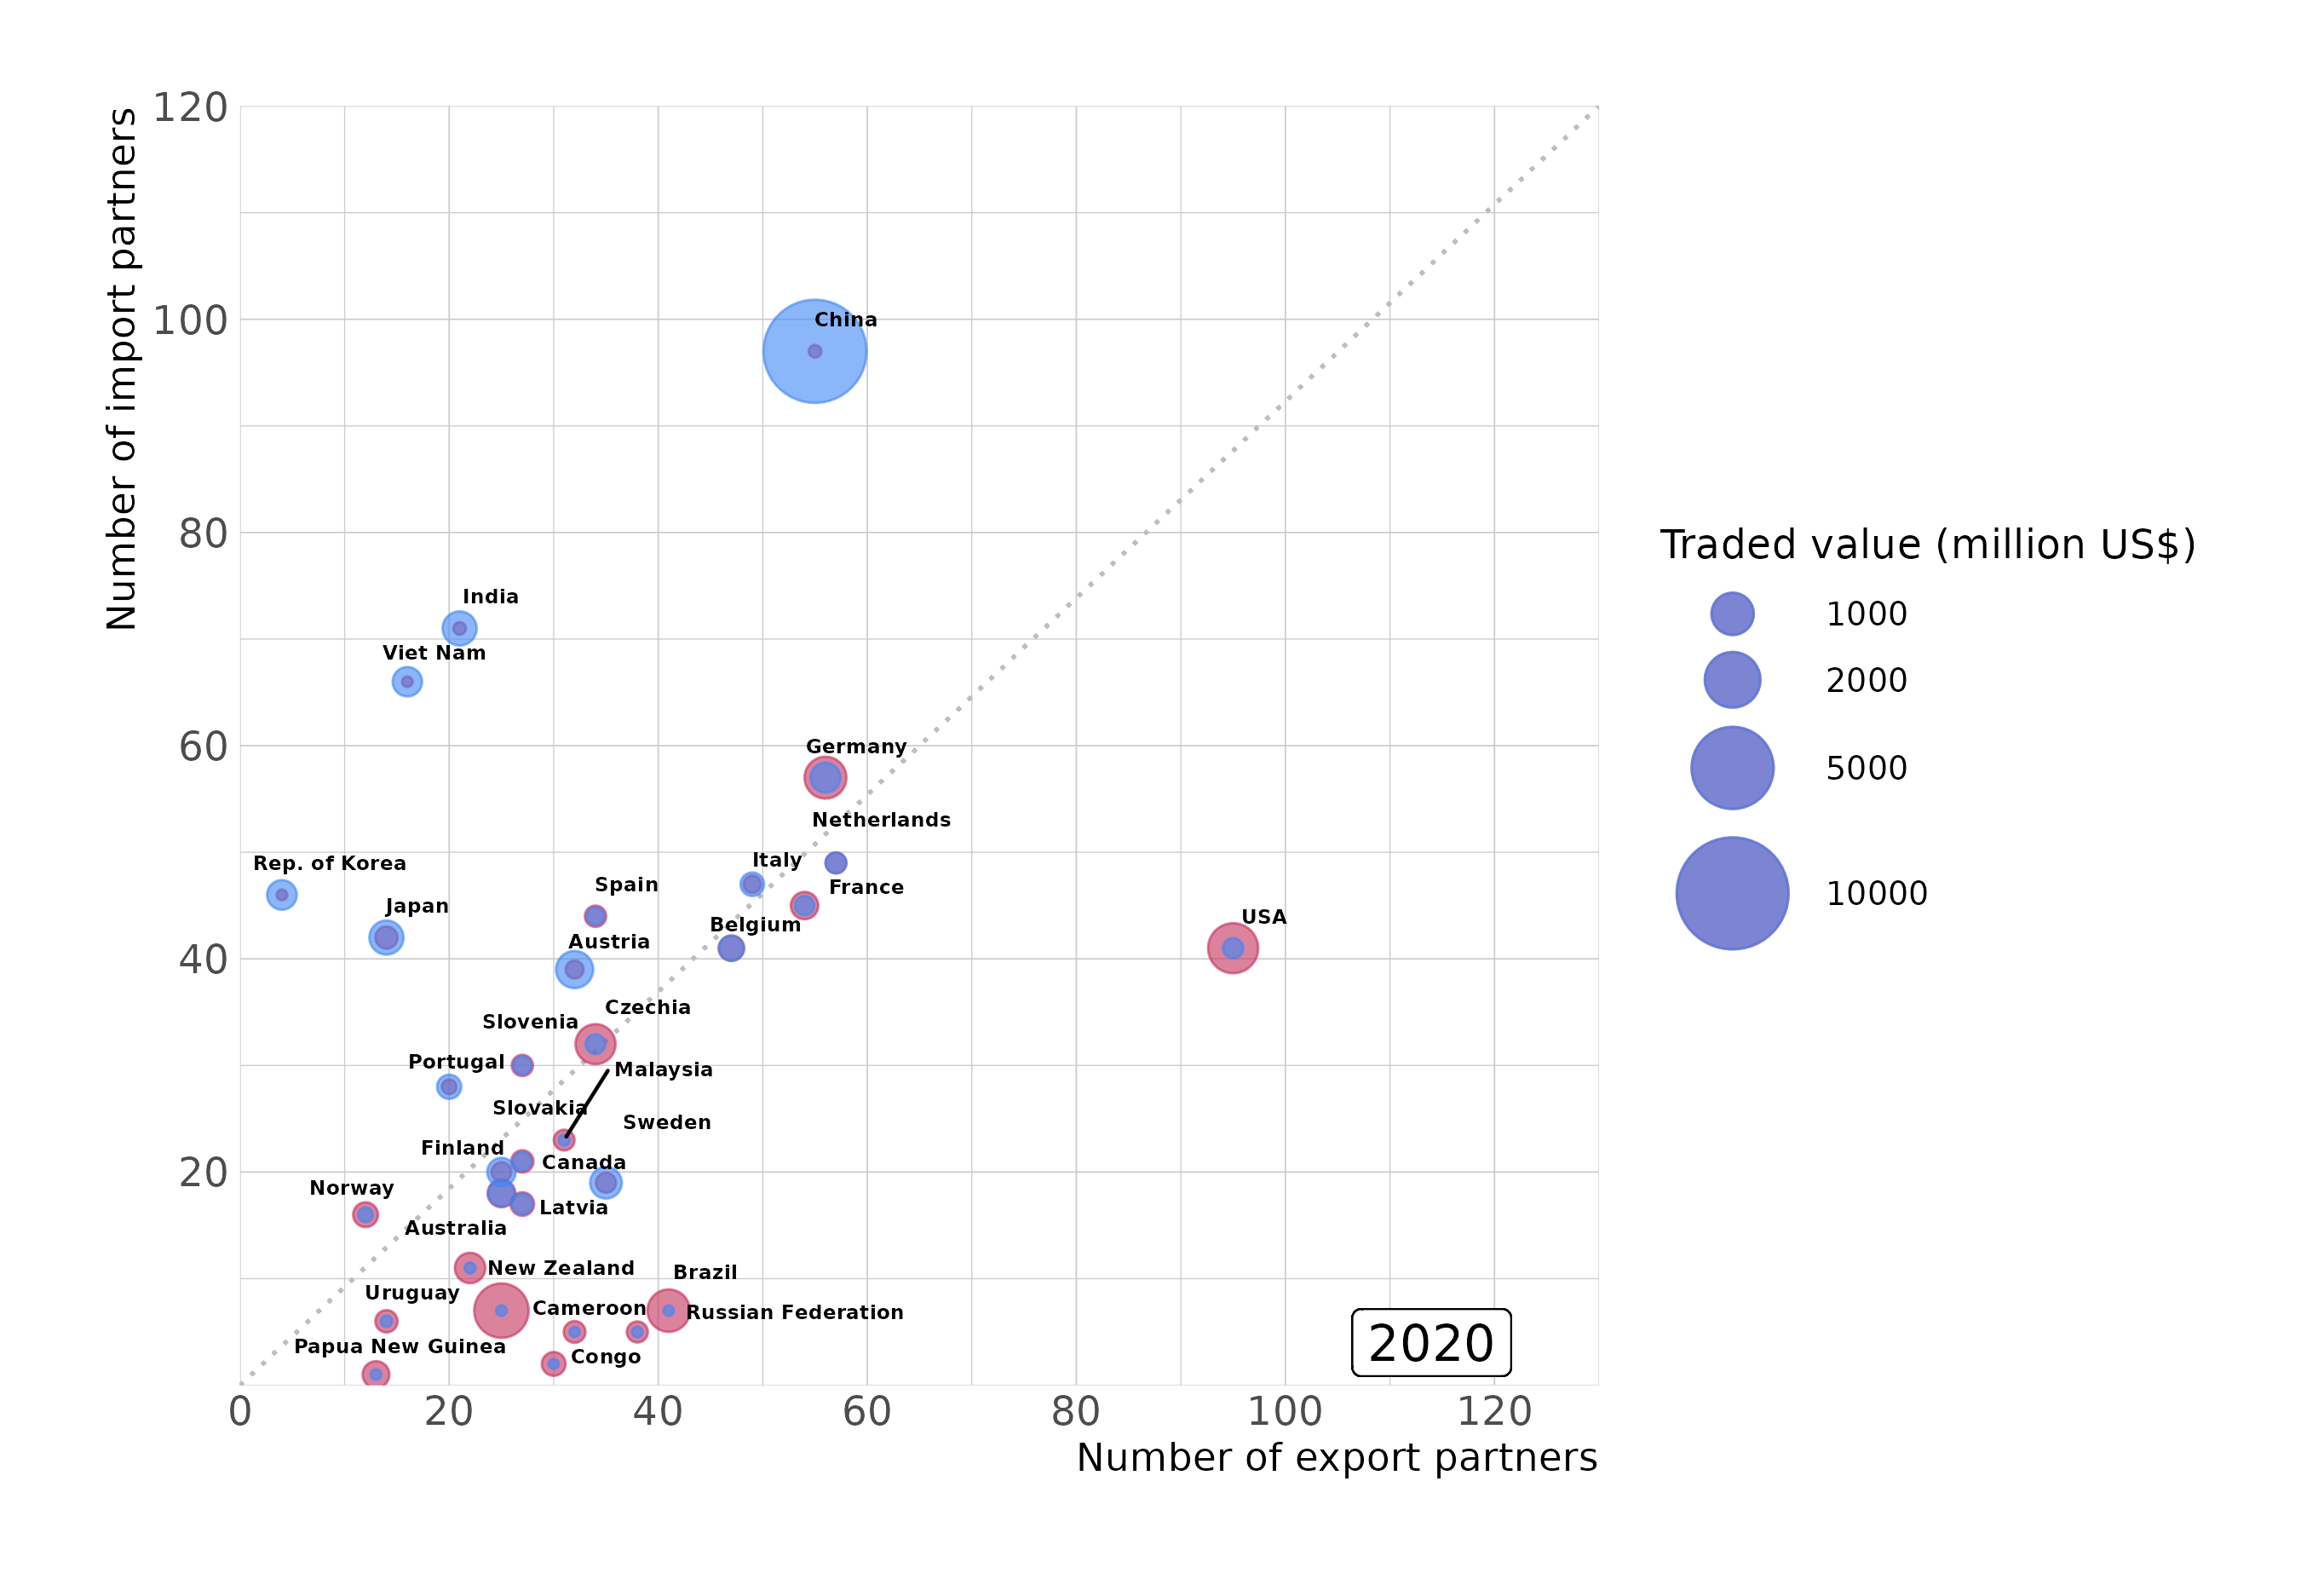 120
Number of import partners
100
China
80
India
Viet Nam
60
Germany
Netherlands
Rep. of Korea
Italy
Spain
France
Japan
Belgium
USA
Austria
40
Czechia
Slovenia
Portugal
Malaysia
Slovakia
Sweden
Finland
Canada
20
Norway
Latvia
Australia
New Zealand
Brazil
Uruguay
Cameroon
Russian Federation
Papua New Guinea
Congo
2020
0 20 40 60 80 100 120
Number of export partners
Traded value (million US$)
1000
2000
5000
10000